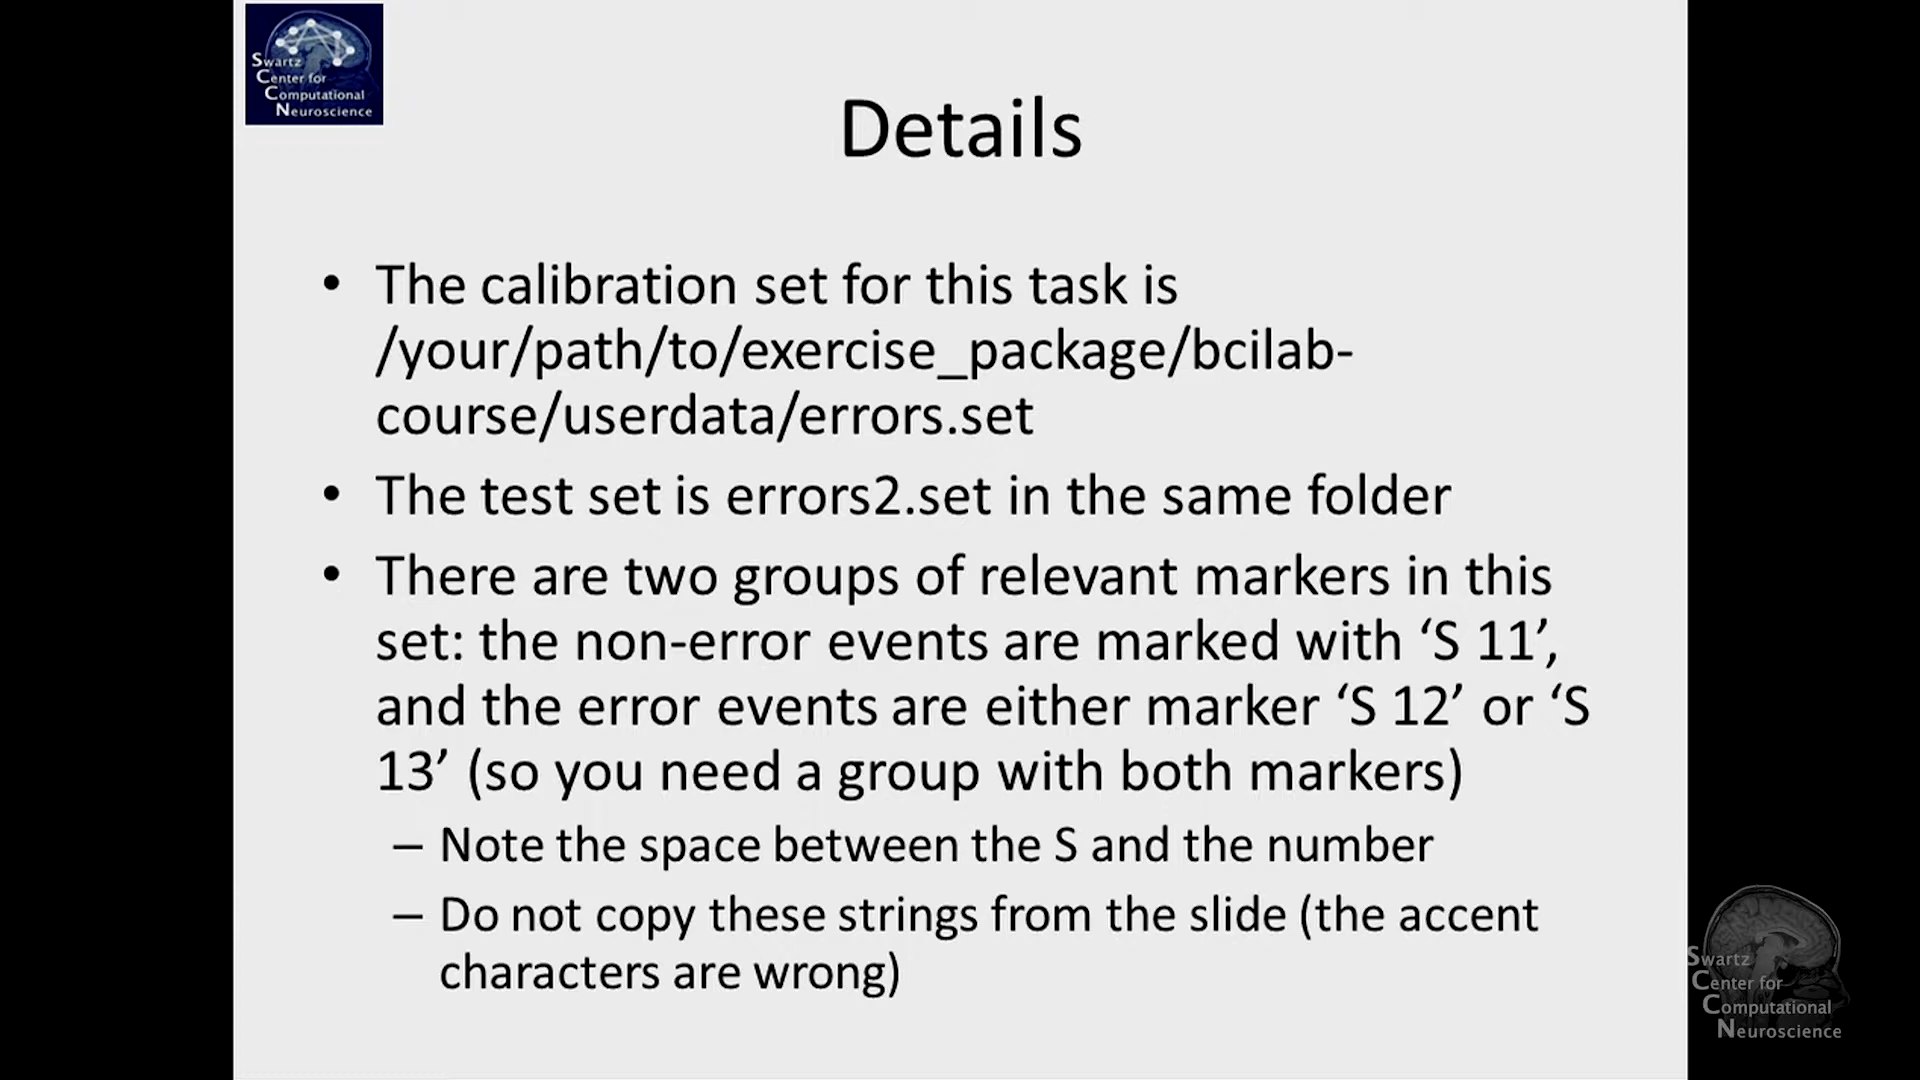 Swartz
Center for
Computational
Neuroscience
Details
• The calibration set for this task is
/your/path/to/exercise_package/bcilab-
course/userdata/errors.set
• The test set is errors2.set in the same folder
• There are two groups of relevant markers in this
set: the non-error events are marked with ‘S 11’,
and the error events are either marker ‘S 12’ or ‘S
13’ (so you need a group with both markers)
– Note the space between the S and the number
– Do not copy these strings from the slide (the accent
characters are wrong)
Swartz
Center for
Computational
Neuroscience